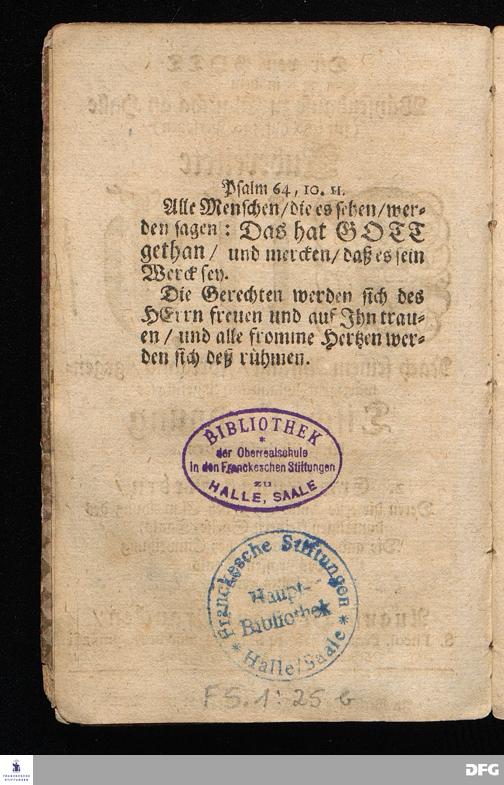 Psalm 64, 10. 11.
Alle Menschen/die es sehen/wer-
den sagen: Das hat GOTT
gethan/ und mercken/ daß es sein
Werck sey.
Die Gerechten werden sich des
HErrn freuen und auf Ihn trau-
en/ und alle fromme Hertzen wer-
den sich deß rühmen.
BIBLIOTHEK
*
der Oberrealschule
in den Franckeschen Stiftungen
zu
HALLE, SAALE
Franckesche Stiftungen
Haupt-
Bibliothek
* Halle/Saale *
F S. 1: 25 b
FRANCKESCHE
STIFTUNGEN
DFG